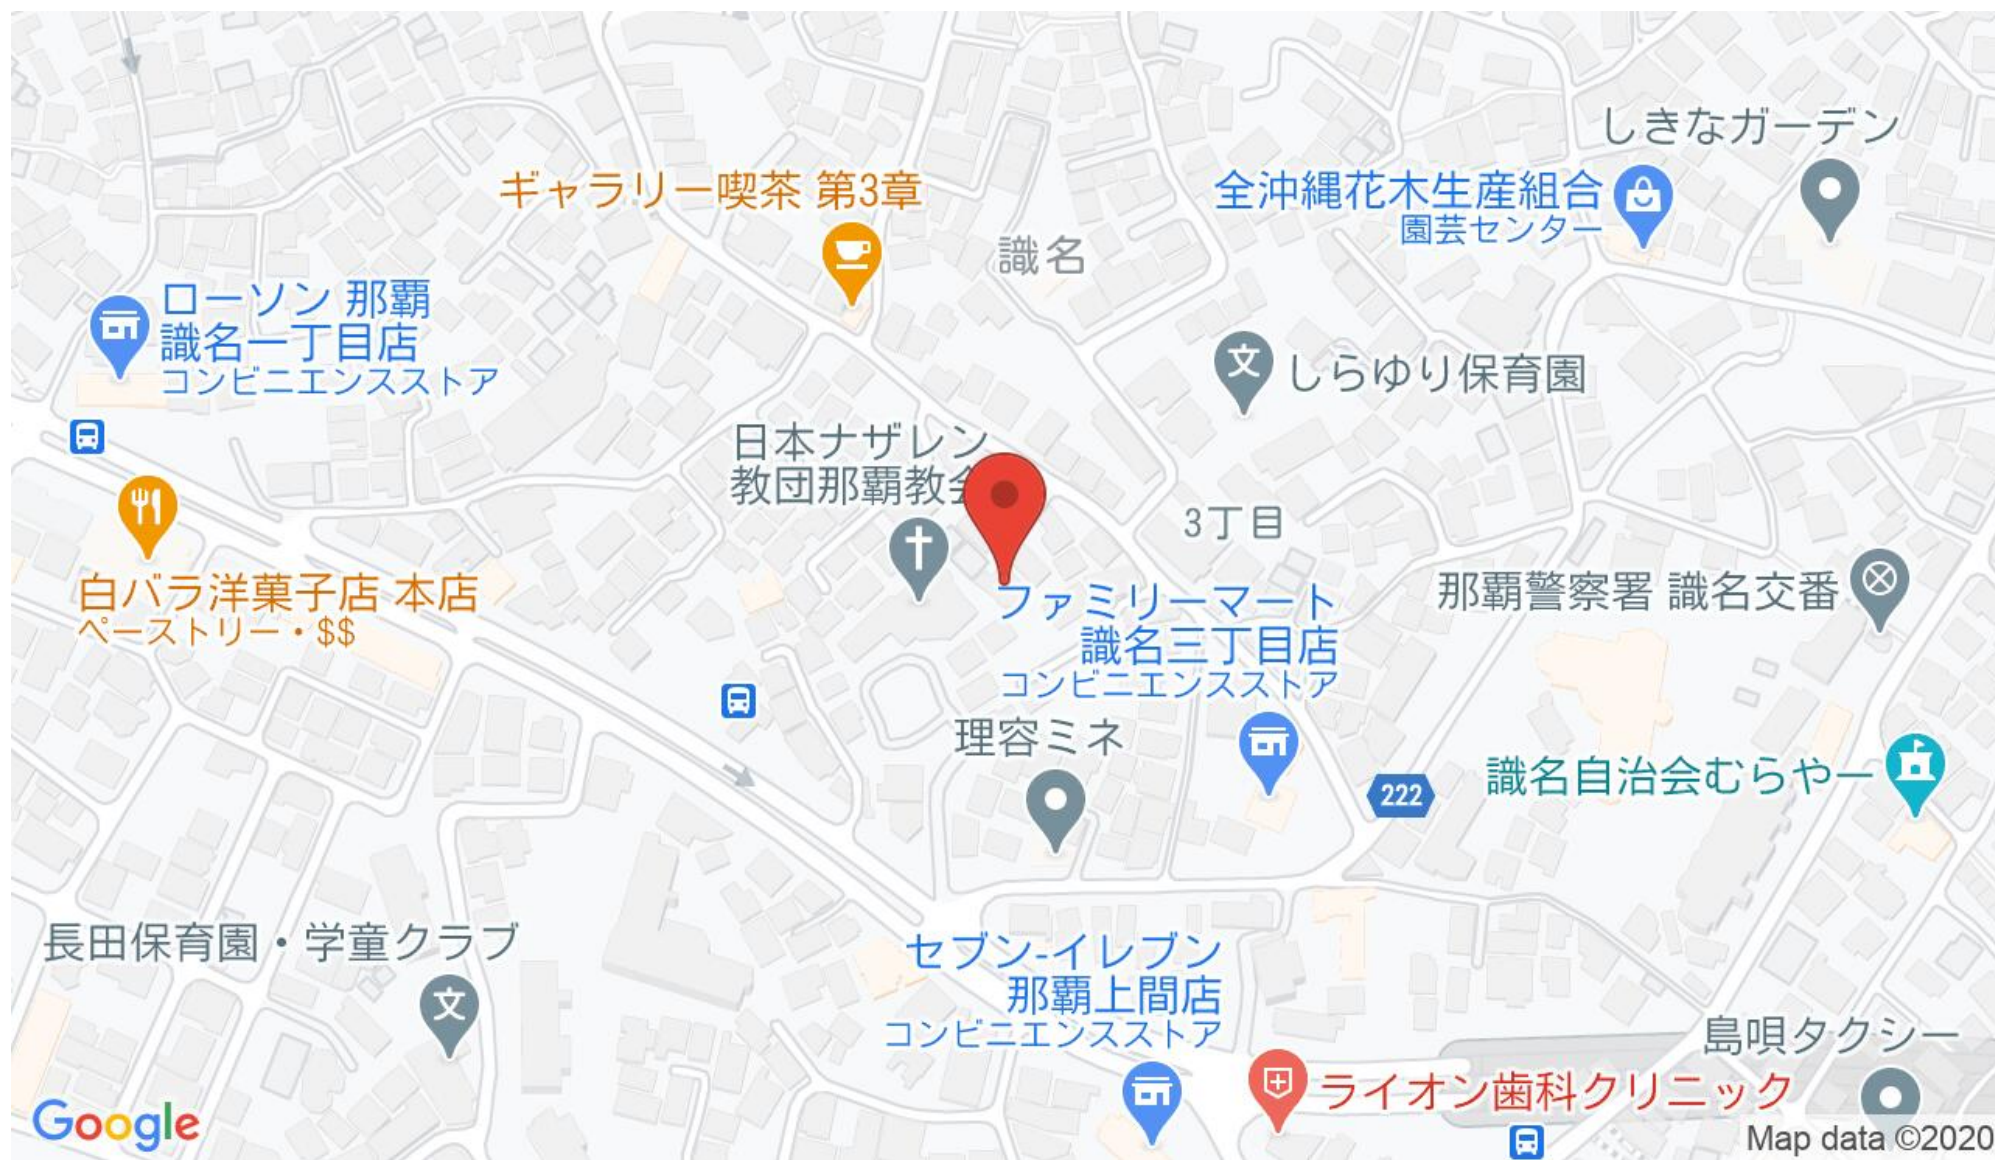 しきなガーデン
ギャラリー喫茶 第3章
全沖縄花木生産組合
園芸センター
識名
ローソン 那覇
識名一丁目店
コンビニエンスストア
しらゆり保育園
日本ナザレン
教団那覇教会
3丁目
白バラ洋菓子店 本店
ペーストリー・$$
ファミリーマート
識名三丁目店
コンビニエンスストア
那覇警察署 識名交番
理容ミネ
222
識名自治会むらやー
長田保育園・学童クラブ
セブン-イレブン
那覇上間店
コンビニエンスストア
島唄タクシー
ライオン歯科クリニック
Google
Map data ©2020